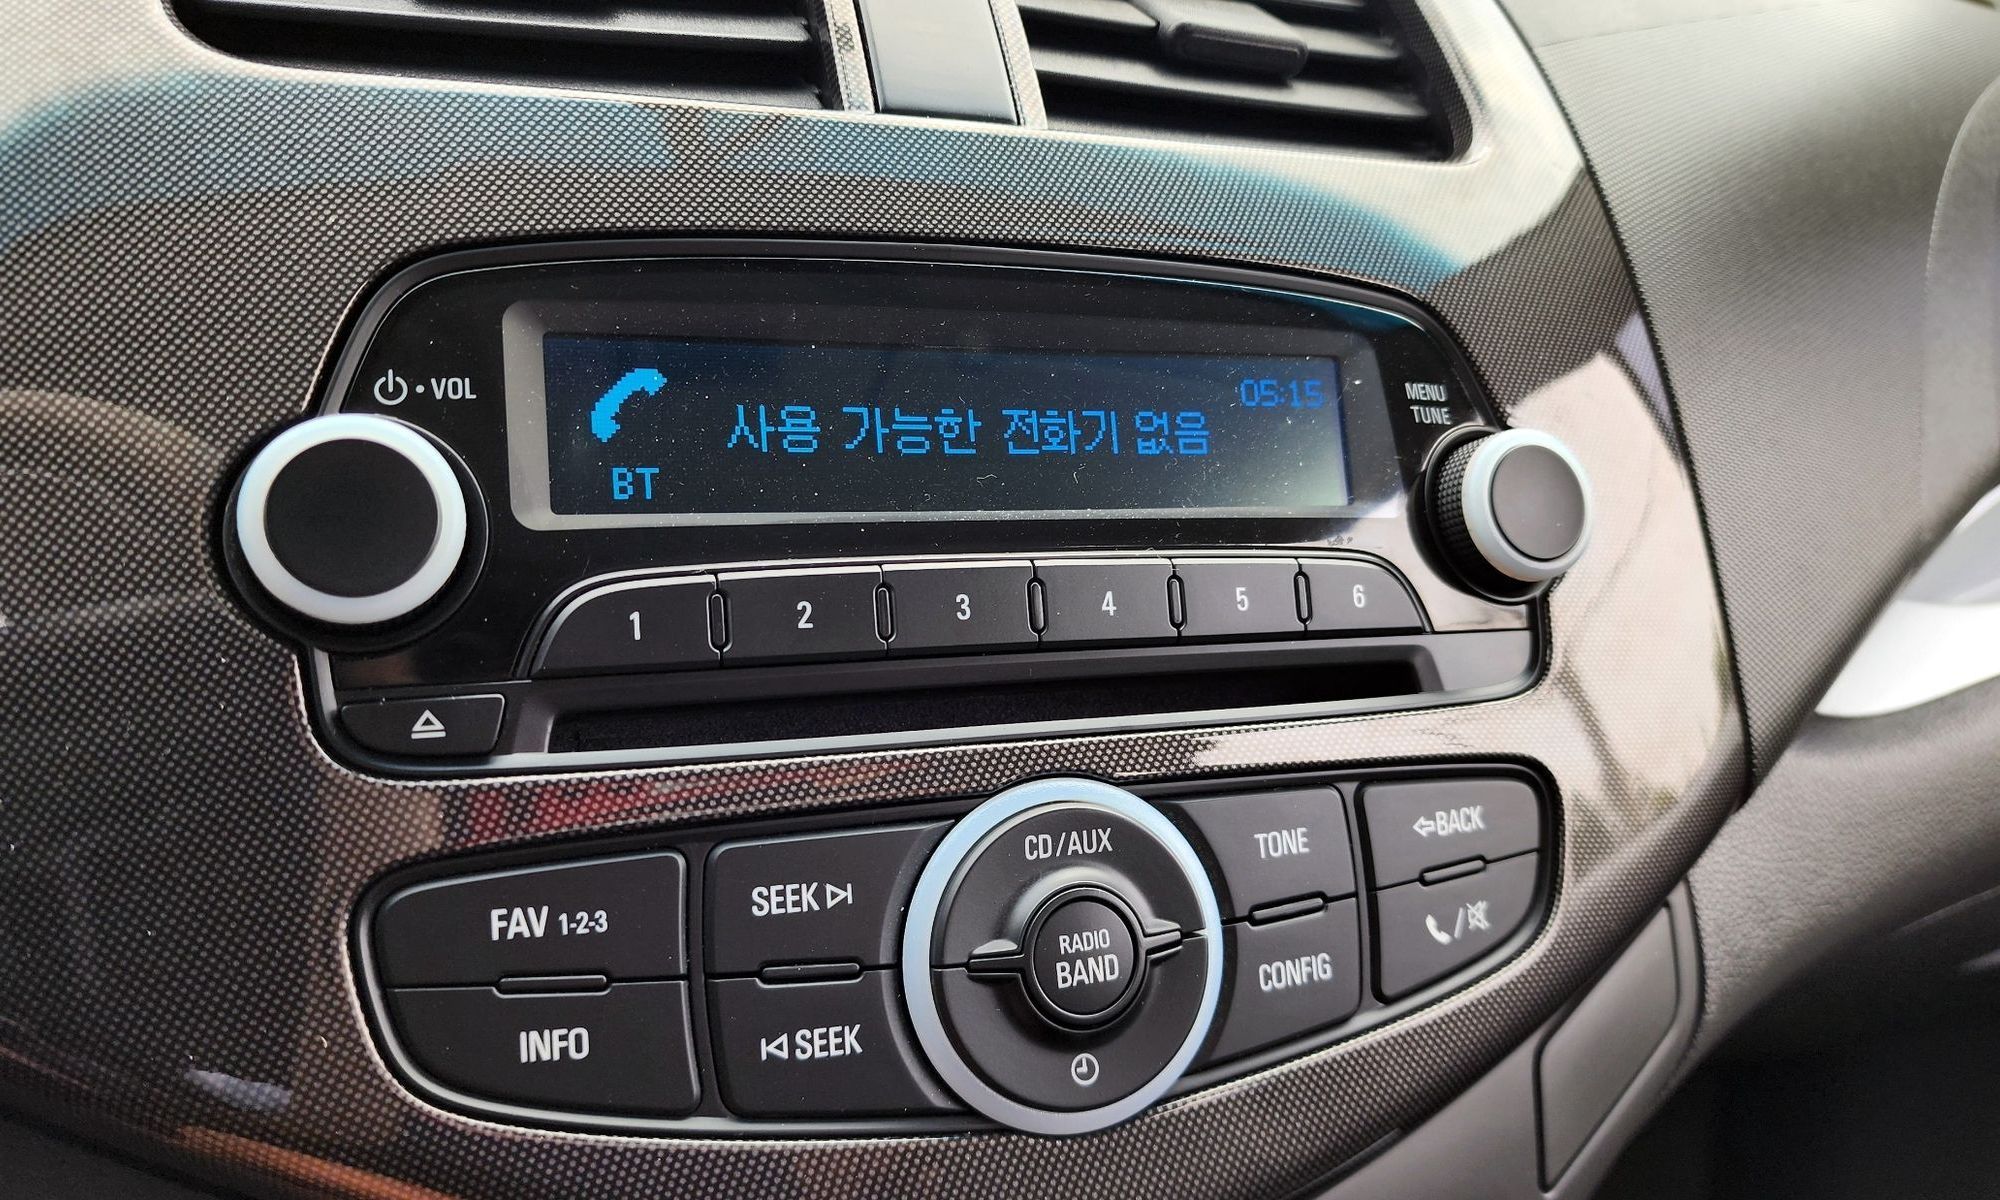 VOL
사용 가능한 전화기 없음
05:15
BT
MENU
TUNE
1 2 3 4 5 6
FAV 1-2-3
INFO
SEEK
SEEK
CD/AUX
RADIO
BAND
TONE
CONFIG
BACK